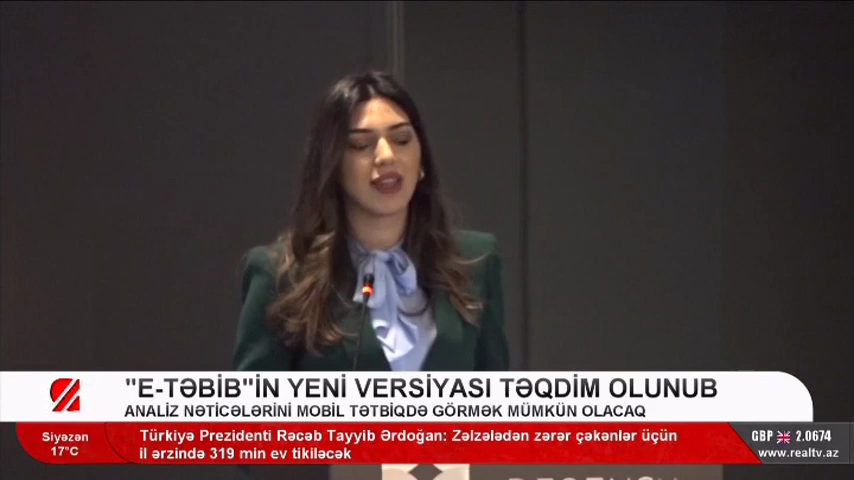 "E-TƏBİB"İN YENİ VERSİYASI TƏQDİM OLUNUB
ANALİZ NƏTİCƏLƏRİNİ MOBİL TƏTBİQDƏ GÖRMƏK MÜMKÜN OLACAQ
Siyəzən
17°C
Türkiyə Prezidenti Rəcəb Tayyib Ərdoğan: Zəlzələdən zərər çəkənlər üçün
il ərzində 319 min ev tikiləcək
GBP 2.0674
www.realtv.az